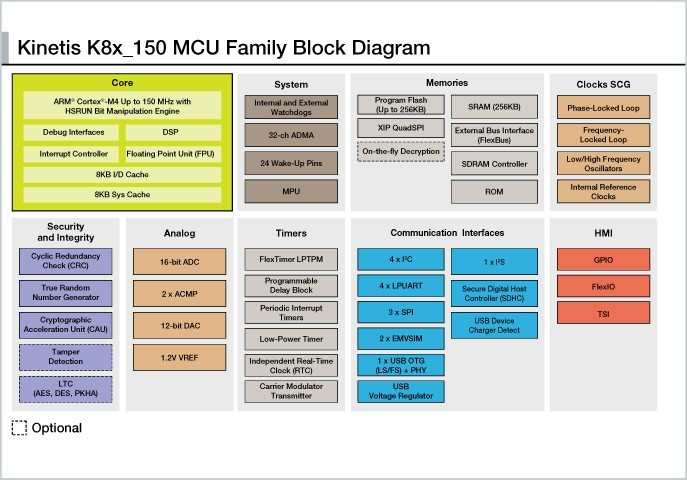 Kinetis K8x_150 MCU Family Block Diagram
Core
ARM® Cortex®-M4 Up to 150 MHz with
HSRUN Bit Manipulation Engine
Debug Interfaces
DSP
Interrupt Controller
Floating Point Unit (FPU)
8KB I/D Cache
8KB Sys Cache
System
Internal and External
Watchdogs
32-ch ADMA
24 Wake-Up Pins
MPU
Memories
Program Flash
(Up to 256KB)
XIP QuadSPI
On-the-fly Decryption
SRAM (256KB)
External Bus Interface
(FlexBus)
SDRAM Controller
ROM
Clocks SCG
Phase-Locked Loop
Frequency-
Locked Loop
Low/High Frequency
Oscillators
Internal Reference
Clocks
Security
and Integrity
Cyclic Redundancy
Check (CRC)
True Random
Number Generator
Cryptographic
Acceleration Unit (CAU)
Tamper
Detection
LTC
(AES, DES, PKHA)
Analog
16-bit ADC
2 x ACMP
12-bit DAC
1.2V VREF
Timers
FlexTimer LPTPM
Programmable
Delay Block
Periodic Interrupt
Timers
Low-Power Timer
Independent Real-Time
Clock (RTC)
Carrier Modulator
Transmitter
Communication Interfaces
4 x I²C
4 x LPUART
3 x SPI
2 x EMVSIM
1 x USB OTG
(LS/FS) + PHY
USB
Voltage Regulator
1 x I²S
Secure Digital Host
Controller (SDHC)
USB Device
Charger Detect
HMI
GPIO
FlexIO
TSI
Optional